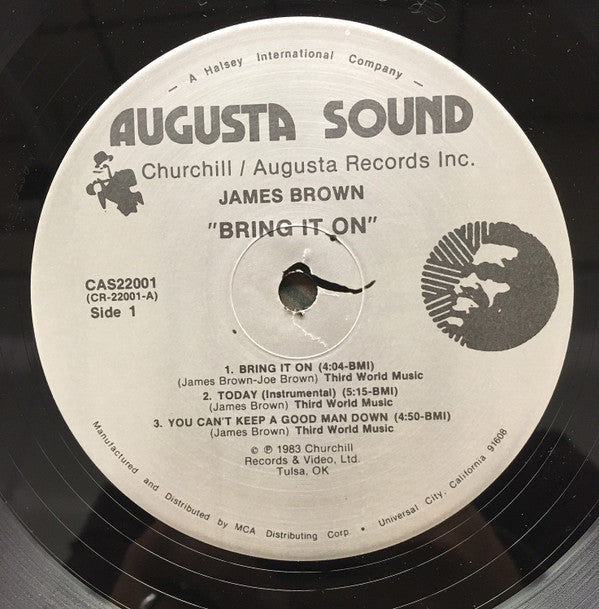 — A Halsey International Company —
AUGUSTA SOUND
Churchill / Augusta Records Inc.
JAMES BROWN
"BRING IT ON"
CAS22001
(CR-22001-A)
Side 1
1. BRING IT ON (4:04-BMI)
(James Brown-Joe Brown) Third World Music
2. TODAY (Instrumental) (5:15-BMI)
(James Brown) Third World Music
3. YOU CAN'T KEEP A GOOD MAN DOWN (4:50-BMI)
(James Brown) Third World Music
© ℗ 1983 Churchill
Records & Video, Ltd.
Tulsa, OK
Manufactured and Distributed by MCA Distributing Corp. • Universal City, California 91608